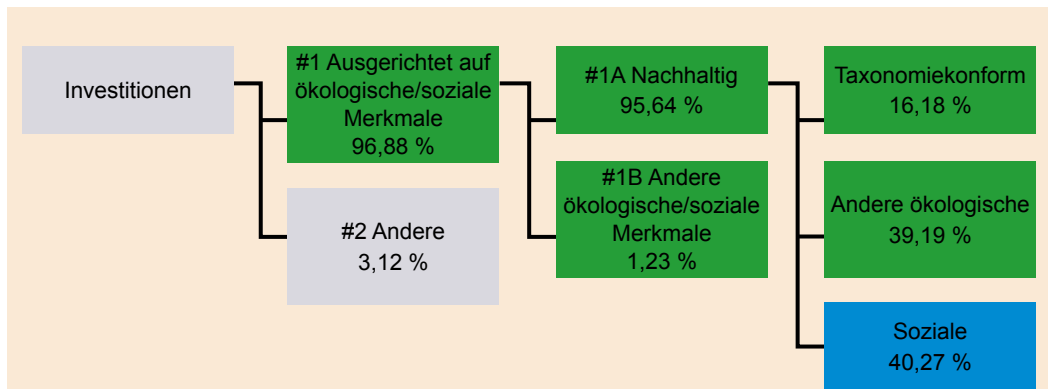 Investitionen
#1 Ausgerichtet auf
ökologische/soziale
Merkmale
96,88 %
#2 Andere
3,12 %
#1A Nachhaltig
95,64 %
#1B Andere
ökologische/soziale
Merkmale
1,23 %
Taxonomiekonform
16,18 %
Andere ökologische
39,19 %
Soziale
40,27 %